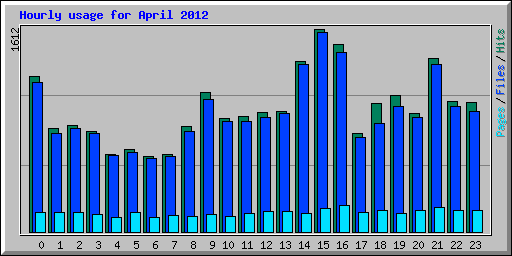 Hourly usage for April 2012
1612
Pages / Files / Hits
0 1 2 3 4 5 6 7 8 9 10 11 12 13 14 15 16 17 18 19 20 21 22 23